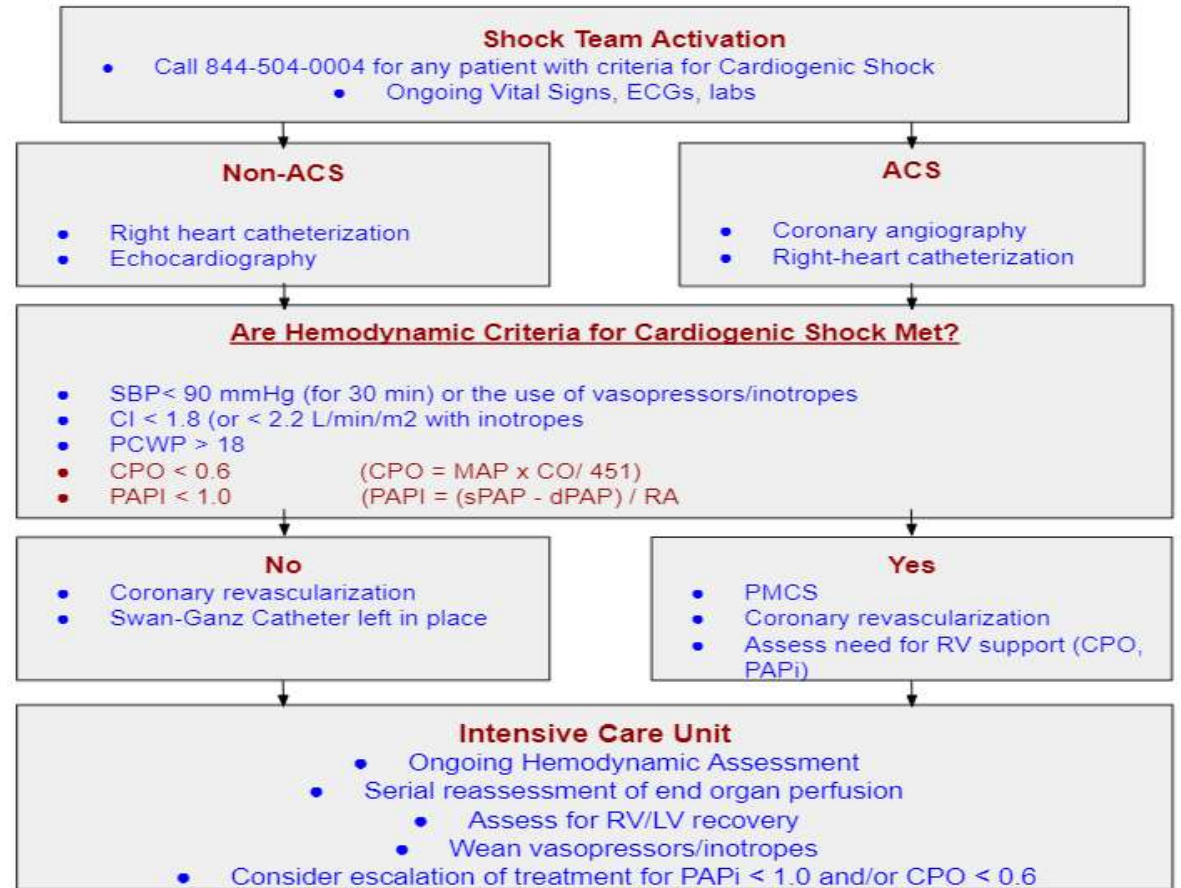 Shock Team Activation
● Call 844-504-0004 for any patient with criteria for Cardiogenic Shock
● Ongoing Vital Signs, ECGs, labs
Non-ACS
● Right heart catheterization
● Echocardiography
ACS
● Coronary angiography
● Right-heart catheterization
Are Hemodynamic Criteria for Cardiogenic Shock Met?
● SBP< 90 mmHg (for 30 min) or the use of vasopressors/inotropes
● CI < 1.8 (or < 2.2 L/min/m2 with inotropes
● PCWP > 18
● CPO < 0.6 (CPO = MAP x CO/ 451)
● PAPI < 1.0 (PAPI = (sPAP - dPAP) / RA
No
● Coronary revascularization
● Swan-Ganz Catheter left in place
Yes
● PMCS
● Coronary revascularization
● Assess need for RV support (CPO,
PAPi)
Intensive Care Unit
● Ongoing Hemodynamic Assessment
● Serial reassessment of end organ perfusion
● Assess for RV/LV recovery
● Wean vasopressors/inotropes
● Consider escalation of treatment for PAPi < 1.0 and/or CPO < 0.6